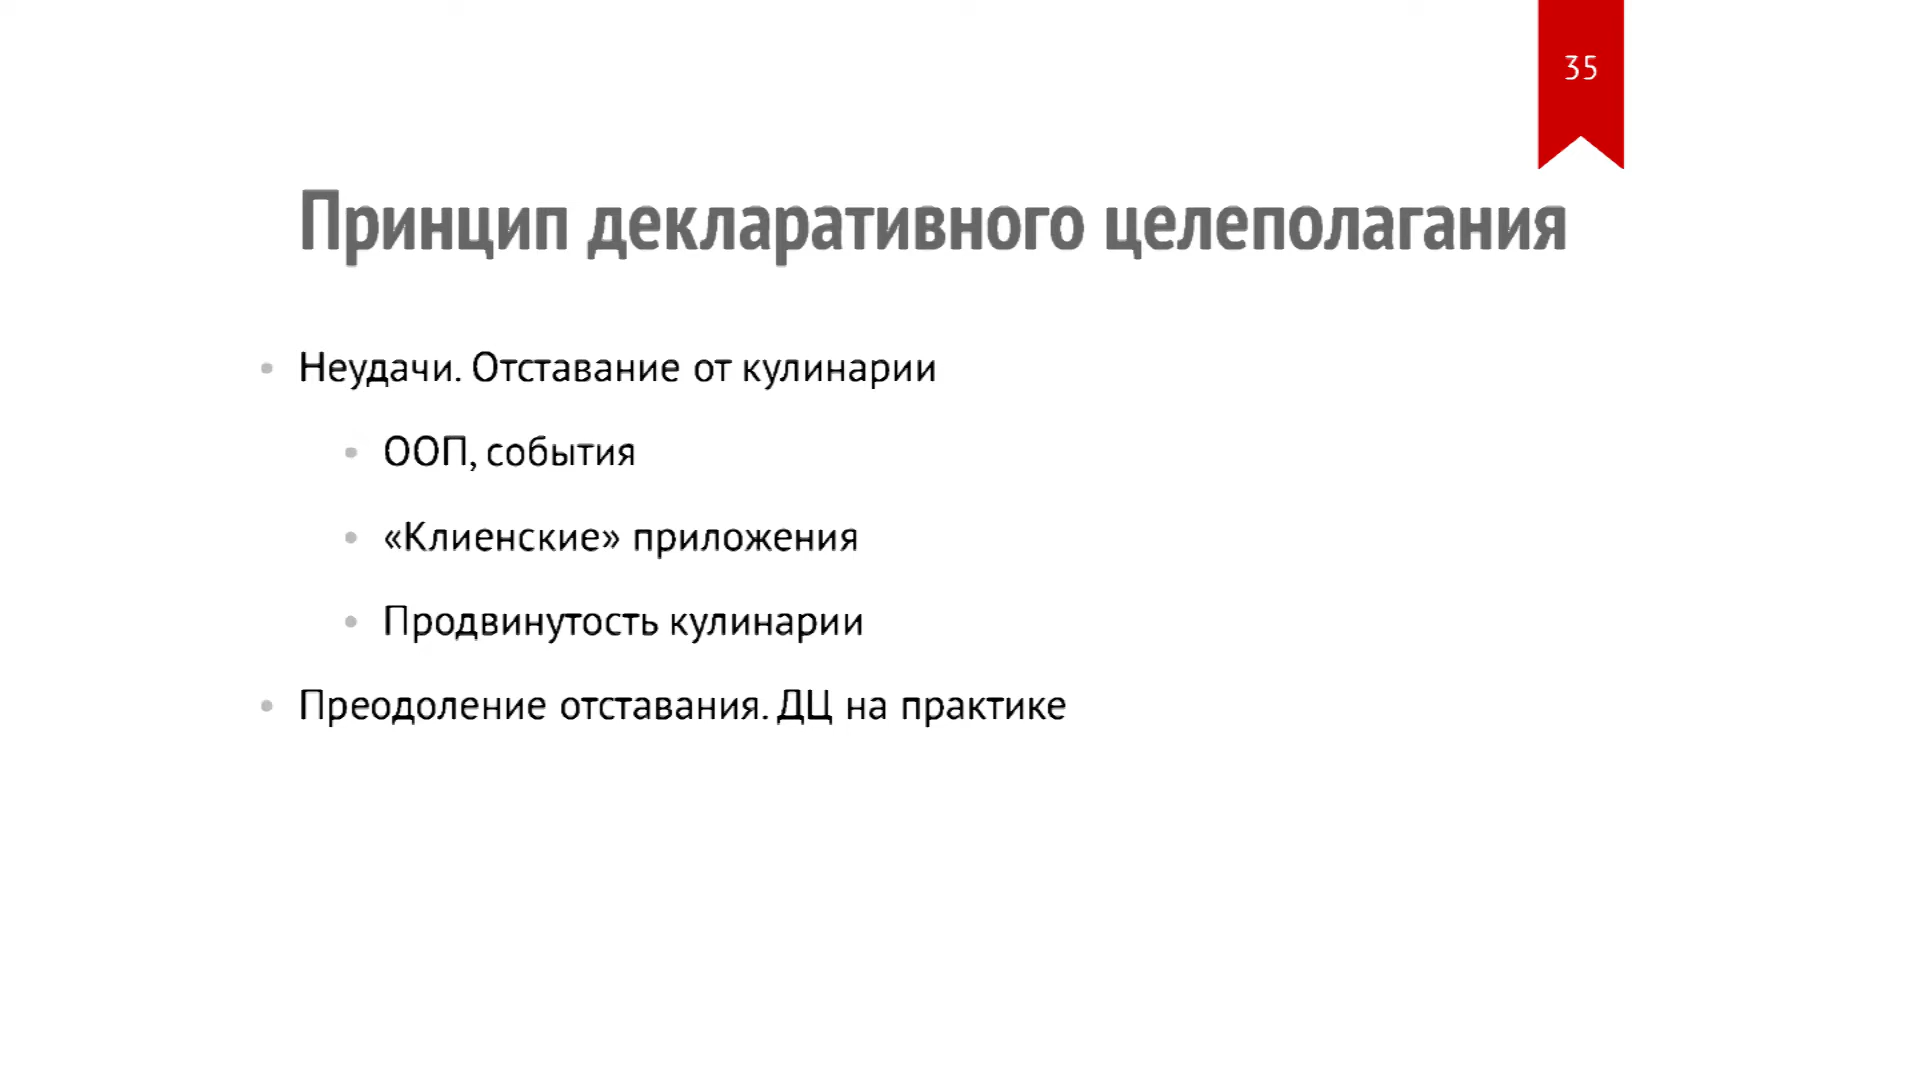 35
Принцип декларативного целеполагания
Неудачи. Отставание от кулинарии
ООП, события
«Клиенские» приложения
Продвинутость кулинарии
Преодоление отставания. ДЦ на практике